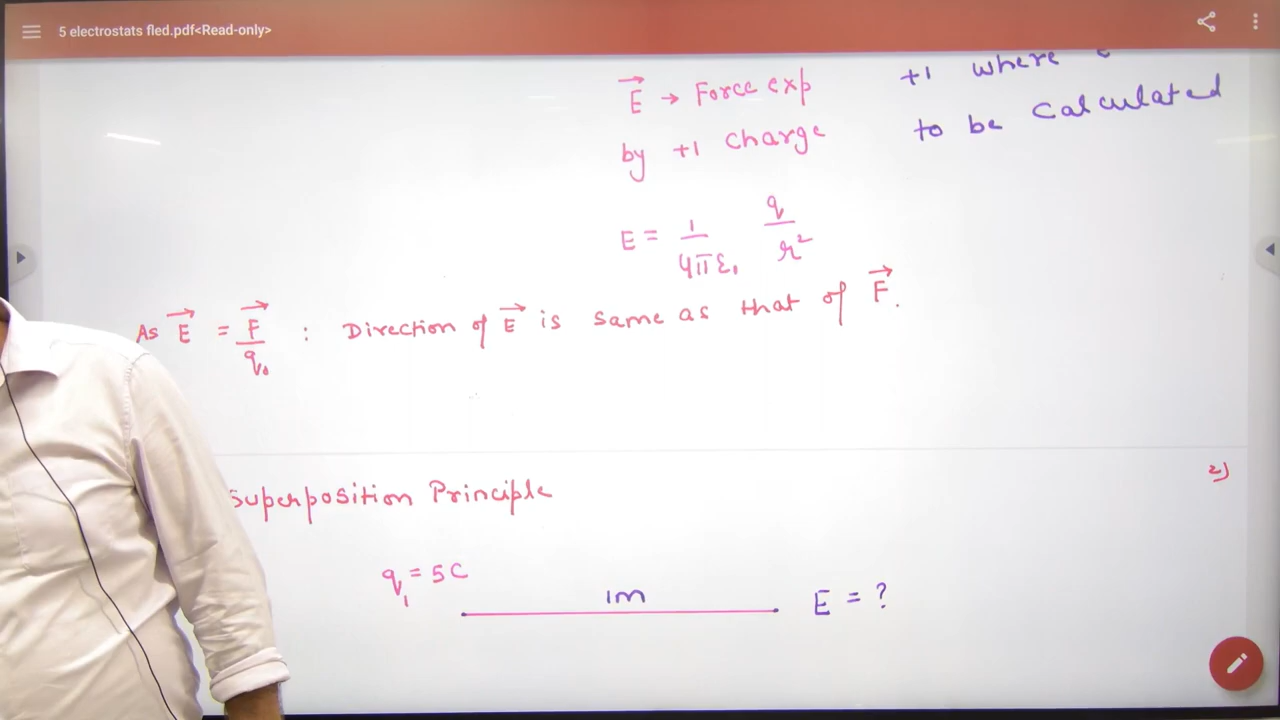 5 electrostats fled.pdf<Read-only>
+1 where
to be calculated
E → Force exp
by +1 charge
E = 1/4πε₀ q/r²
As E = F/q₀ : Direction of E is same as that of F.
2)
Superposition Principle
q₁ = 5C
1m
E = ?